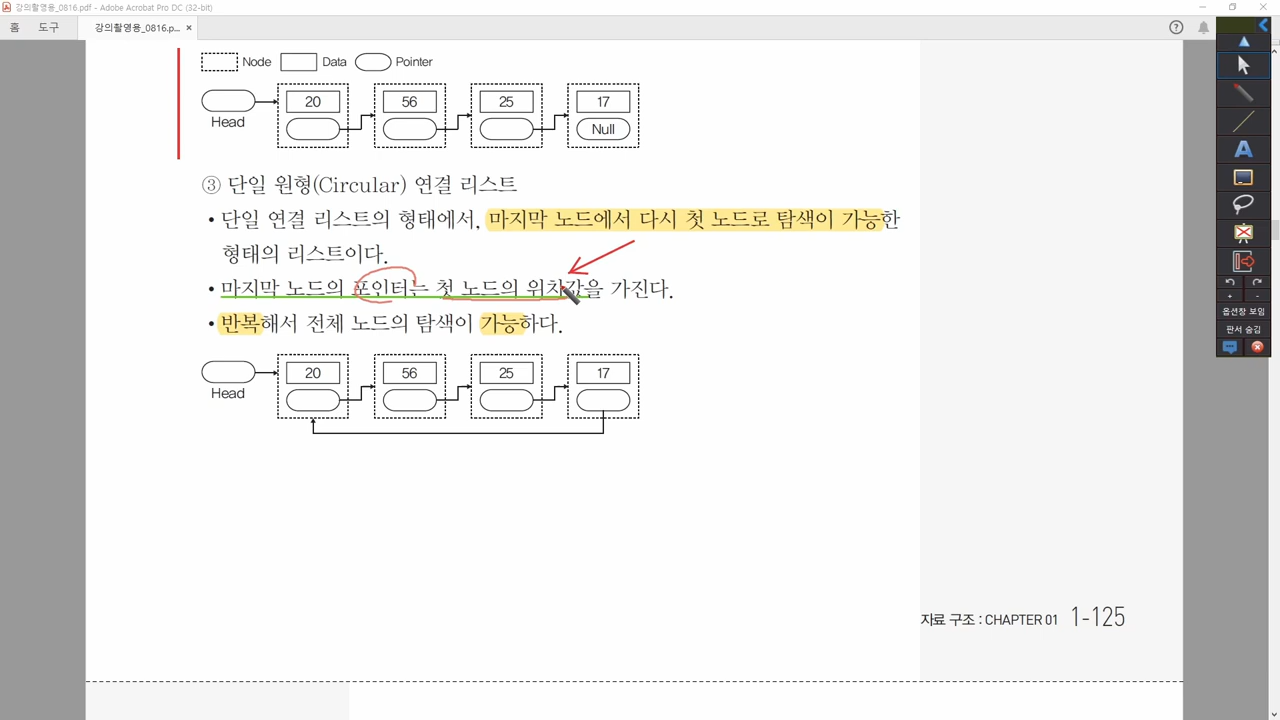 강의촬영용_0816.pdf - Adobe Acrobat Pro DC (32-bit)
홈 도구 강의촬영용_0816.p... ×
Node Data Pointer
20 56 25 17
Head
Null
③ 단일 원형(Circular) 연결 리스트
• 단일 연결 리스트의 형태에서, 마지막 노드에서 다시 첫 노드로 탐색이 가능한
형태의 리스트이다.
• 마지막 노드의 포인터는 첫 노드의 위치값을 가진다.
• 반복해서 전체 노드의 탐색이 가능하다.
20 56 25 17
Head
자료 구조 : CHAPTER 01 1-125
옵션창 보임
판서 숨김